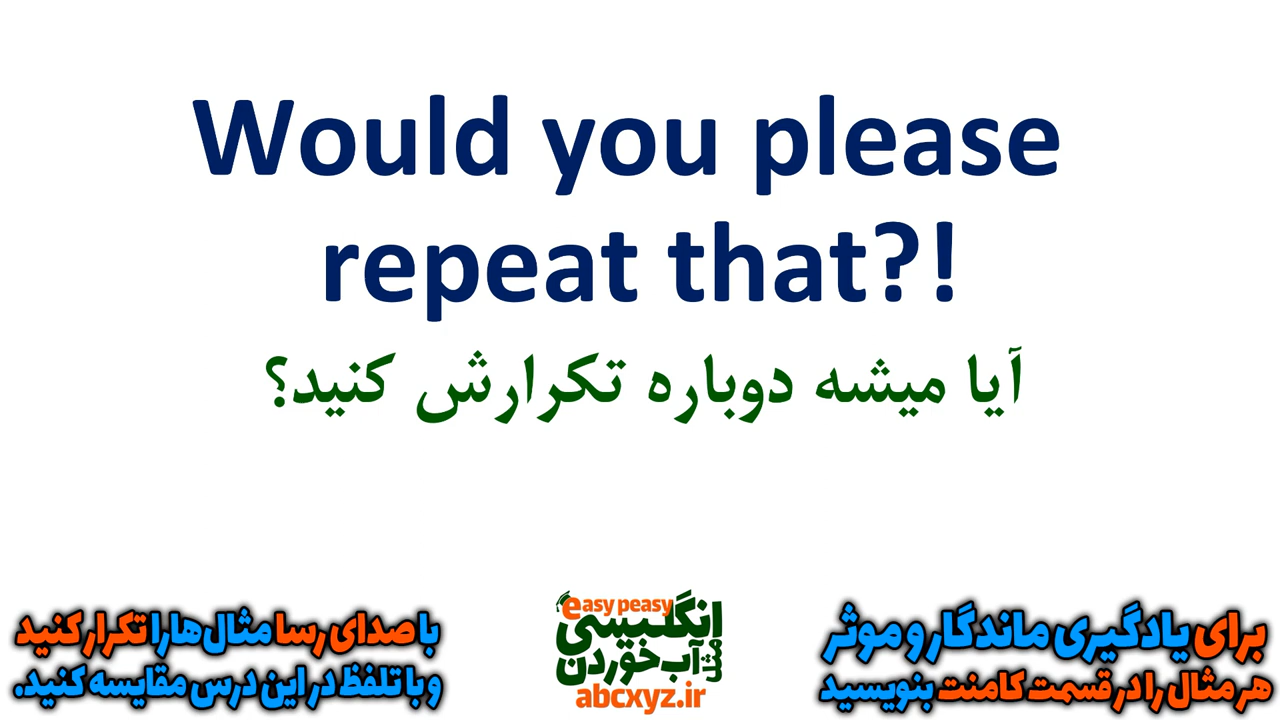 Would you please
repeat that?!
آیا میشه دوباره تکرارش کنید؟
برای یادگیری ماندگار و موثر
هر مثال را در قسمت کامنت بنویسید
easy peasy
انگلیسی
مثل آب خوردن
abcxyz.ir
با صدای رسا مثال‌ها را تکرار کنید
و با تلفظ در این درس مقایسه کنید.